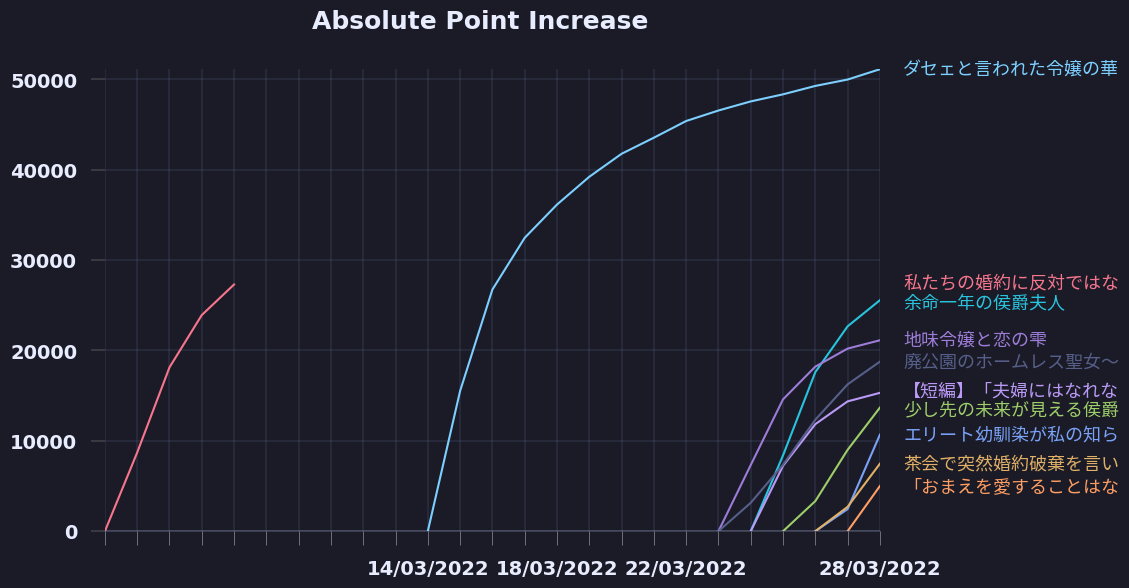 Absolute Point Increase
50000
40000
30000
20000
10000
0
14/03/2022 18/03/2022 22/03/2022 28/03/2022
ダセェと言われた令嬢の華
私たちの婚約に反対ではな
余命一年の侯爵夫人
地味令嬢と恋の雫
廃公園のホームレス聖女~
【短編】「夫婦にはなれな
少し先の未来が見える侯爵
エリート幼馴染が私の知ら
茶会で突然婚約破棄を言い
「おまえを愛することはな